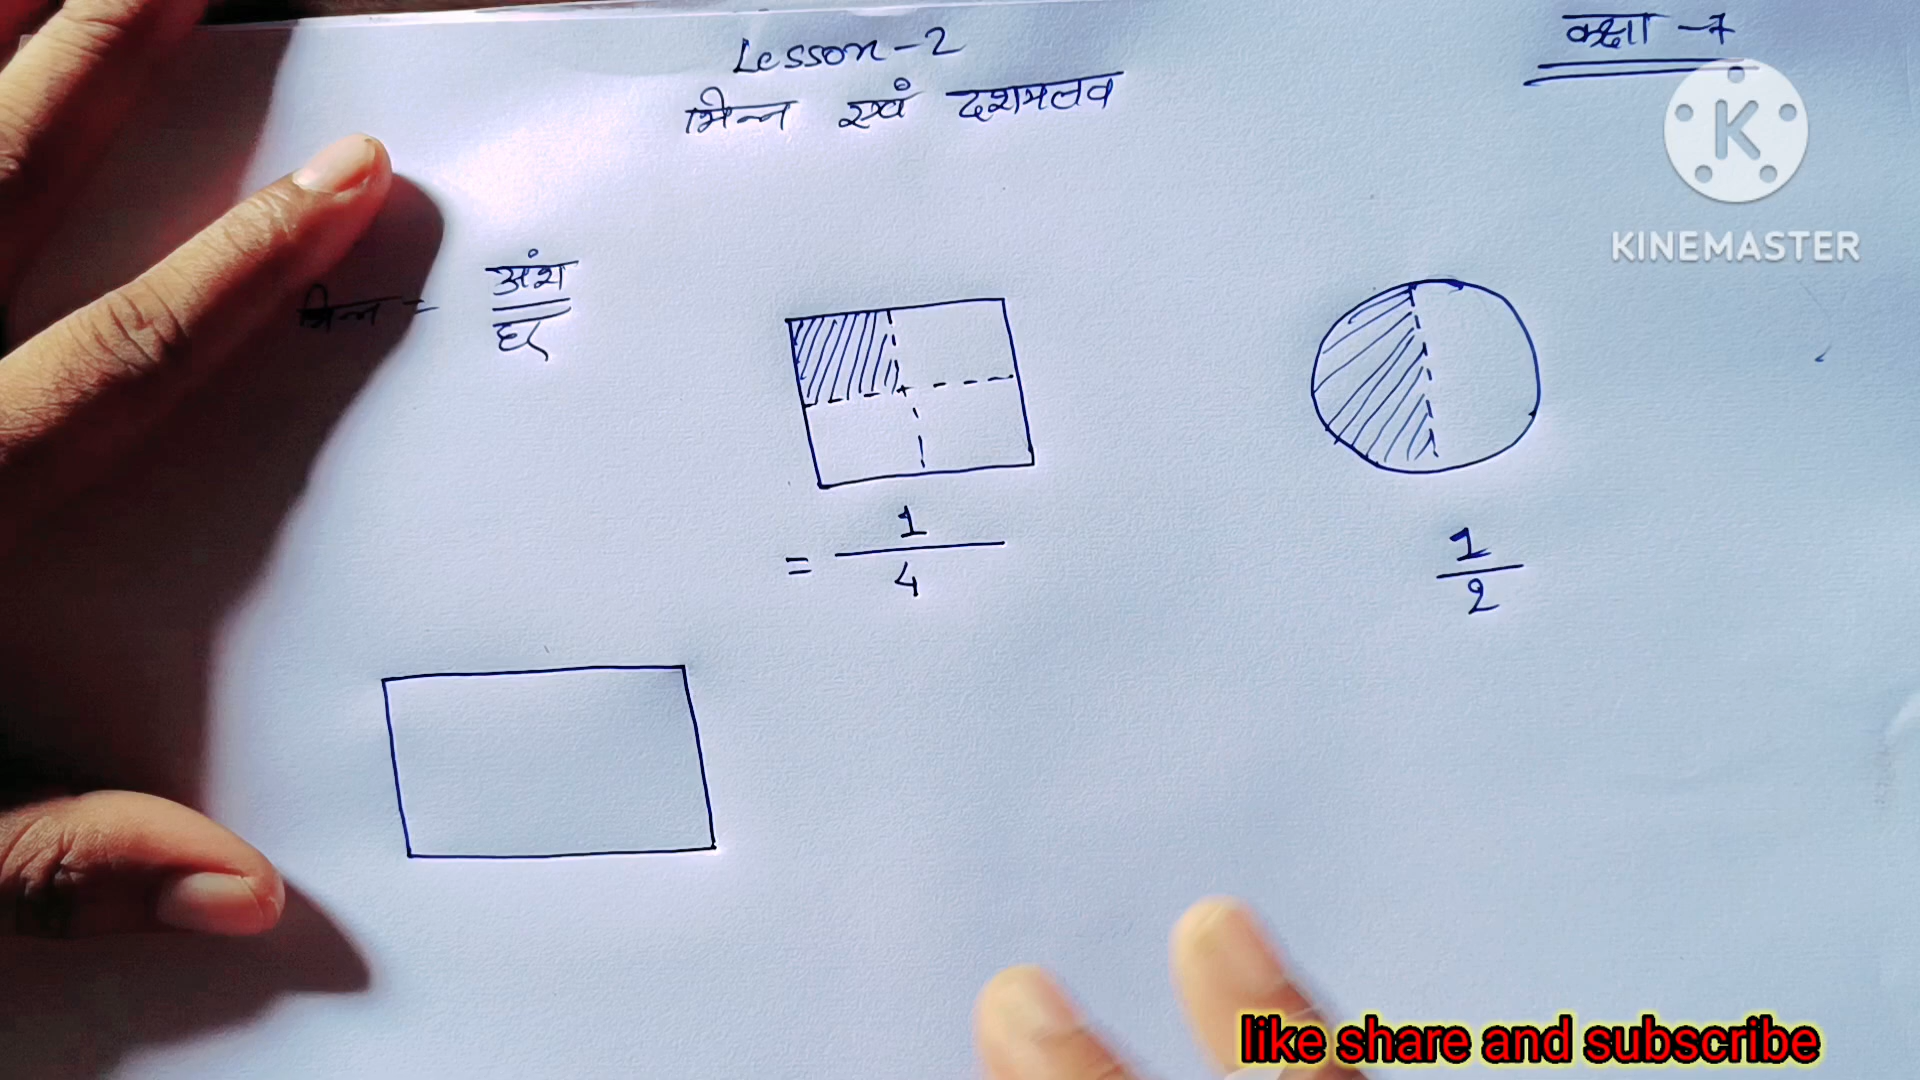 Lesson-2
कक्षा -7
भिन्न एवं दशमलव
K
KINEMASTER
भिन्न = अंश
हर
= 1
4
1
2
like share and subscribe